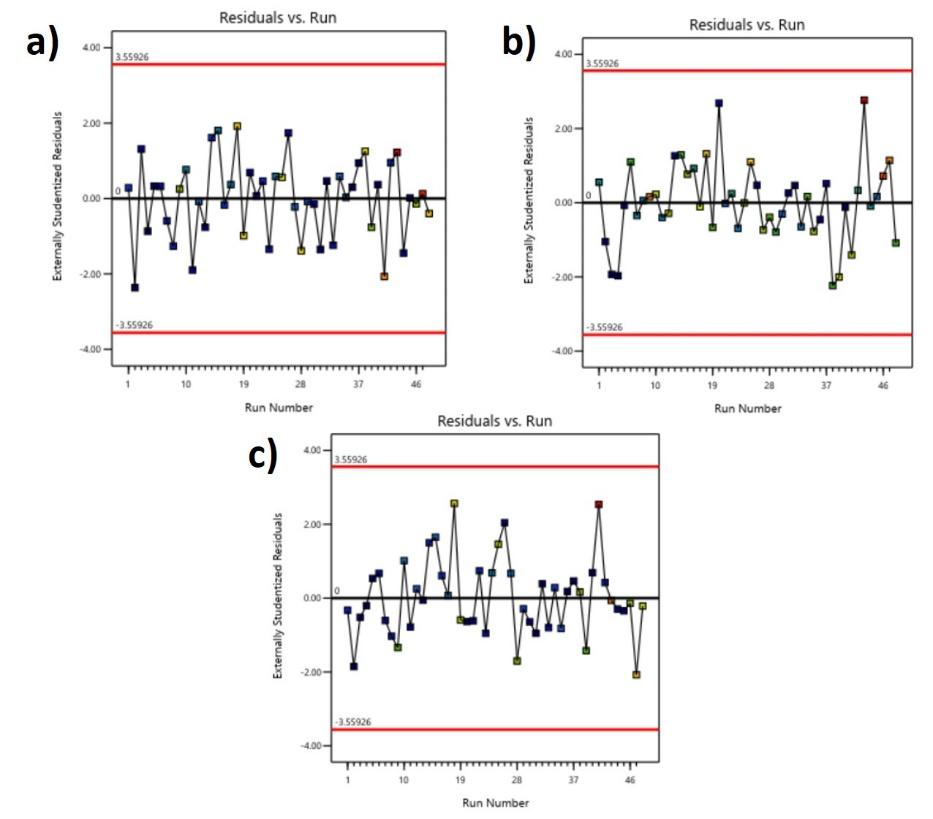 a)
Residuals vs. Run
4.00
3.55926
2.00
0
0.00
-2.00
-3.55926
-4.00
Externally Studentized Residuals
1 10 19 28 37 46
Run Number
b)
Residuals vs. Run
4.00
3.55926
2.00
0
0.00
-2.00
-3.55926
-4.00
Externally Studentized Residuals
1 10 19 28 37 46
Run Number
c)
Residuals vs. Run
4.00
3.55926
2.00
0
0.00
-2.00
-3.55926
-4.00
Externally Studentized Residuals
1 10 19 28 37 46
Run Number